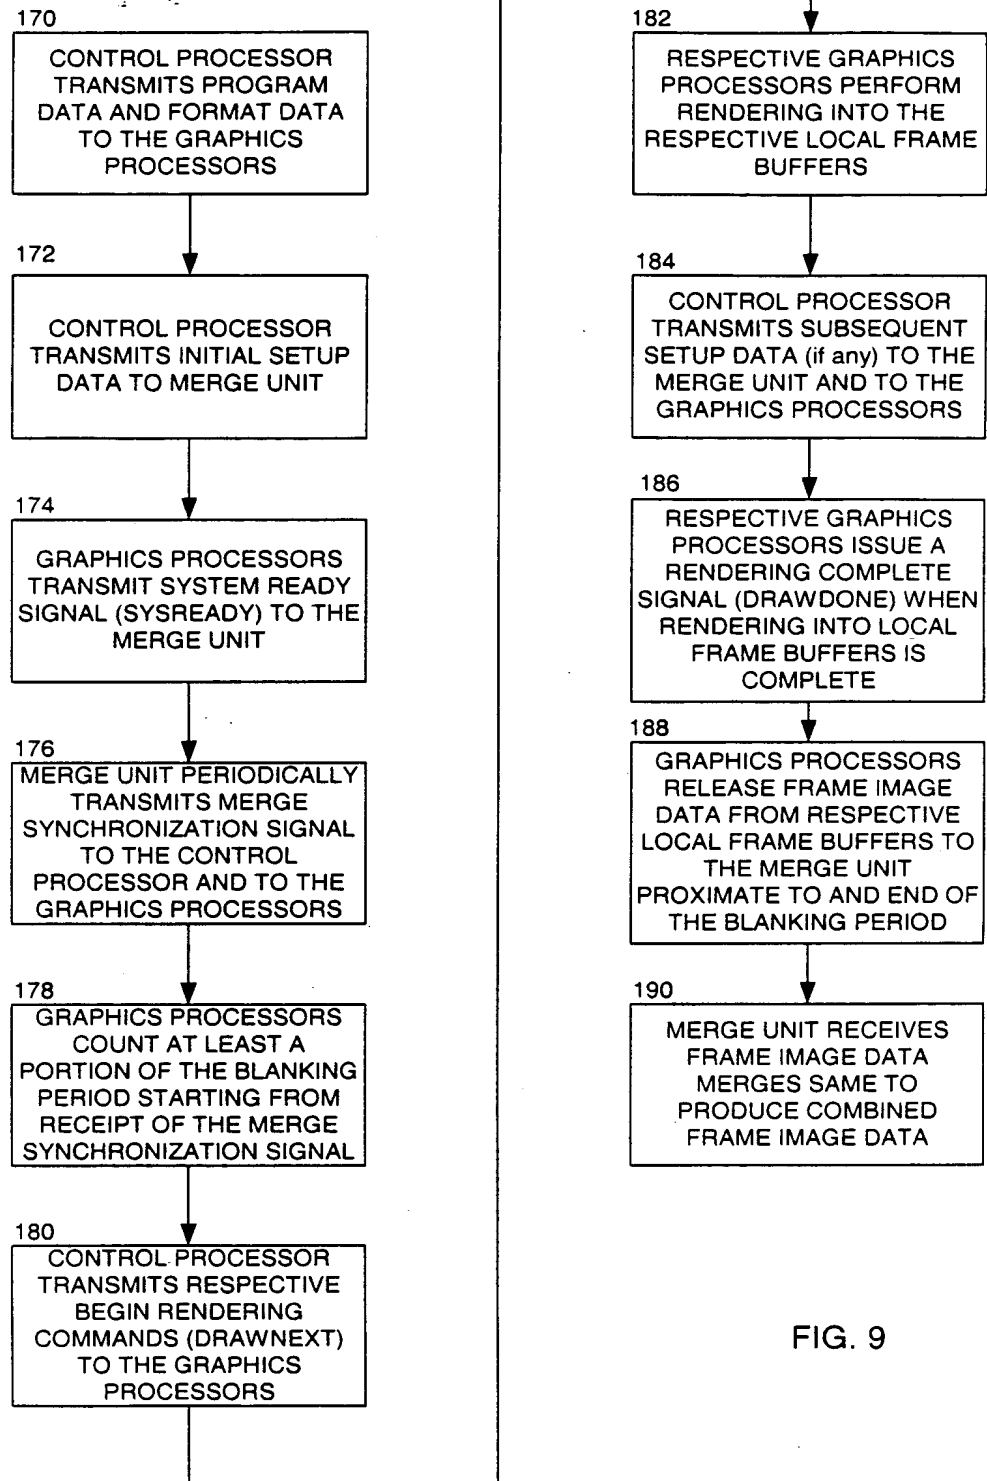 170
CONTROL PROCESSOR
TRANSMITS PROGRAM
DATA AND FORMAT DATA
TO THE GRAPHICS
PROCESSORS
172
CONTROL PROCESSOR
TRANSMITS INITIAL SETUP
DATA TO MERGE UNIT
174
GRAPHICS PROCESSORS
TRANSMIT SYSTEM READY
SIGNAL (SYSREADY) TO THE
MERGE UNIT
176
MERGE UNIT PERIODICALLY
TRANSMITS MERGE
SYNCHRONIZATION SIGNAL
TO THE CONTROL
PROCESSOR AND TO THE
GRAPHICS PROCESSORS
178
GRAPHICS PROCESSORS
COUNT AT LEAST A
PORTION OF THE BLANKING
PERIOD STARTING FROM
RECEIPT OF THE MERGE
SYNCHRONIZATION SIGNAL
180
CONTROL PROCESSOR
TRANSMITS RESPECTIVE
BEGIN RENDERING
COMMANDS (DRAWNEXT)
TO THE GRAPHICS
PROCESSORS
182
RESPECTIVE GRAPHICS
PROCESSORS PERFORM
RENDERING INTO THE
RESPECTIVE LOCAL FRAME
BUFFERS
184
CONTROL PROCESSOR
TRANSMITS SUBSEQUENT
SETUP DATA (if any) TO THE
MERGE UNIT AND TO THE
GRAPHICS PROCESSORS
186
RESPECTIVE GRAPHICS
PROCESSORS ISSUE A
RENDERING COMPLETE
SIGNAL (DRAWDONE) WHEN
RENDERING INTO LOCAL
FRAME BUFFERS IS
COMPLETE
188
GRAPHICS PROCESSORS
RELEASE FRAME IMAGE
DATA FROM RESPECTIVE
LOCAL FRAME BUFFERS TO
THE MERGE UNIT
PROXIMATE TO AND END OF
THE BLANKING PERIOD
190
MERGE UNIT RECEIVES
FRAME IMAGE DATA
MERGES SAME TO
PRODUCE COMBINED
FRAME IMAGE DATA
FIG. 9